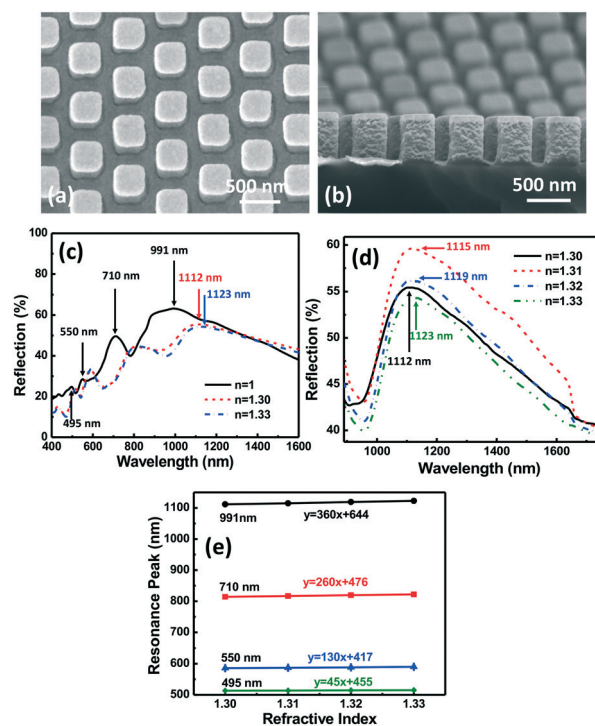 (a)
500 nm
(b)
500 nm
(c)
991 nm
710 nm
1112 nm
1123 nm
550 nm
495 nm
n=1
n=1.30
n=1.33
Reflection (%)
100
80
60
40
20
0
400 600 800 1000 1200 1400 1600
Wavelength (nm)
(d)
1115 nm
1119 nm
1123 nm
1112 nm
n=1.30
n=1.31
n=1.32
n=1.33
Reflection (%)
60
55
50
45
40
1000 1200 1400 1600
Wavelength (nm)
(e)
991nm
y=360x+644
710 nm
y=260x+476
550 nm
y=130x+417
495 nm
y=45x+455
Resonance Peak (nm)
1100
1000
900
800
700
600
500
1.30 1.31 1.32 1.33
Refractive Index